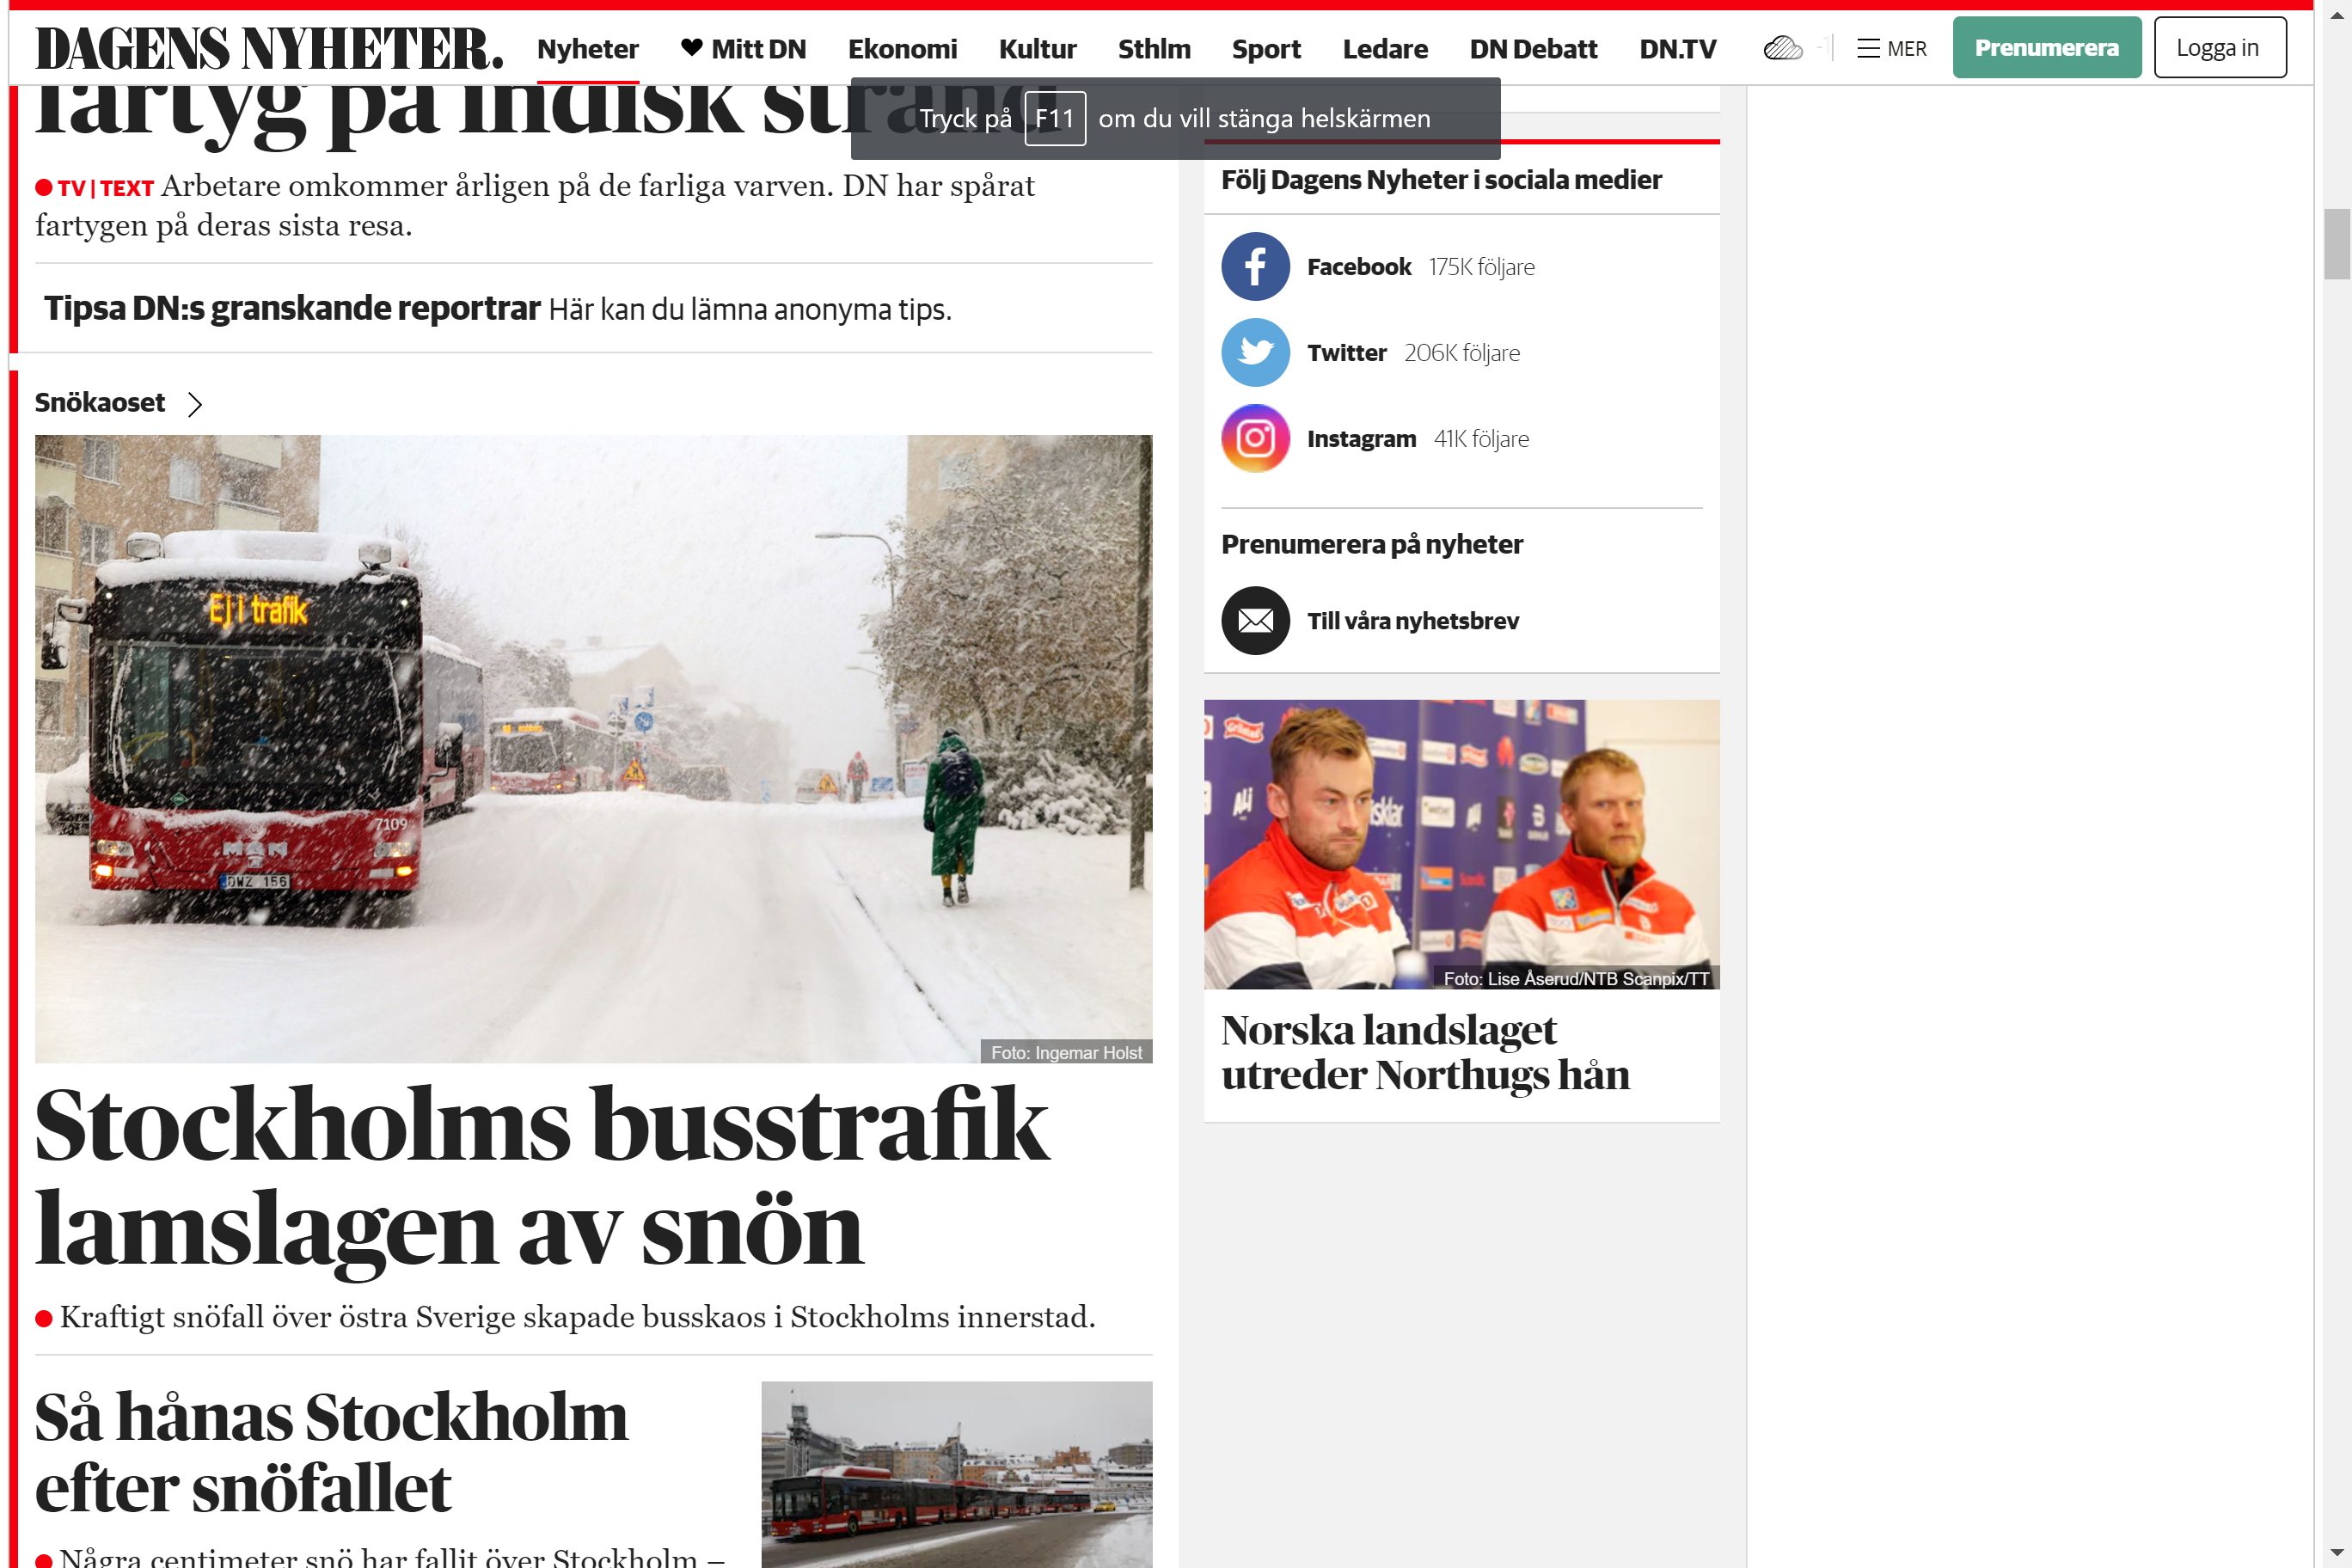 DAGENS NYHETER.
Nyheter
Mitt DN
Ekonomi
Kultur
Sthlm
Sport
Ledare
DN Debatt
DN.TV
MER
Prenumerera
Logga in
fartyg på indisk strand
Tryck på F11 om du vill stänga helskärmen
TV | TEXT Arbetare omkommer årligen på de farliga varven. DN har spårat
fartygen på deras sista resa.
Tipsa DN:s granskande reportrar Här kan du lämna anonyma tips.
Snökaoset
Ej i trafik
7109
MAN
DWZ 156
Foto: Ingemar Holst
Stockholms busstrafik
lamslagen av snön
Kraftigt snöfall över östra Sverige skapade busskaos i Stockholms innerstad.
Så hånas Stockholm
efter snöfallet
Några centimeter snö har fallit över Stockholm –
Följ Dagens Nyheter i sociala medier
Facebook 175K följare
Twitter 206K följare
Instagram 41K följare
Prenumerera på nyheter
Till våra nyhetsbrev
Foto: Lise Åserud/NTB Scanpix/TT
Norska landslaget
utreder Northugs hån